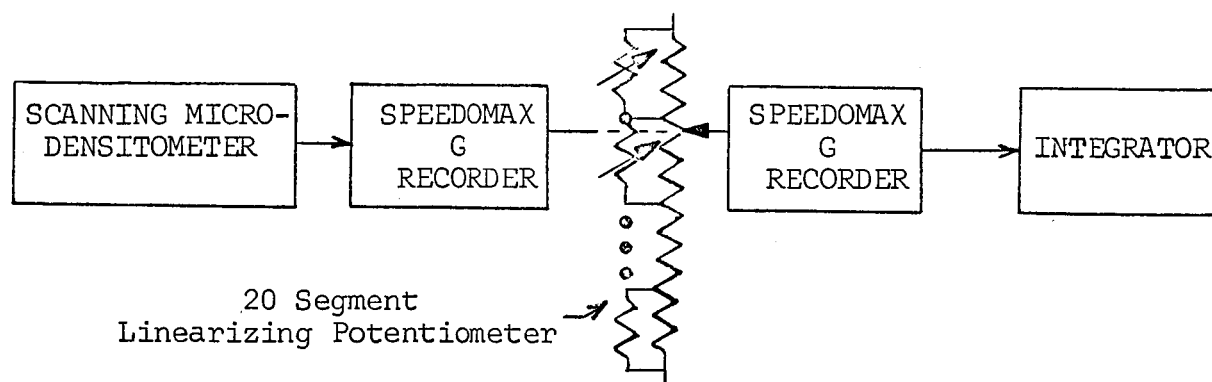 SCANNING MICRO-
DENSITOMETER
SPEEDOMAX
G
RECORDER
SPEEDOMAX
G
RECORDER
INTEGRATOR
20 Segment
Linearizing Potentiometer